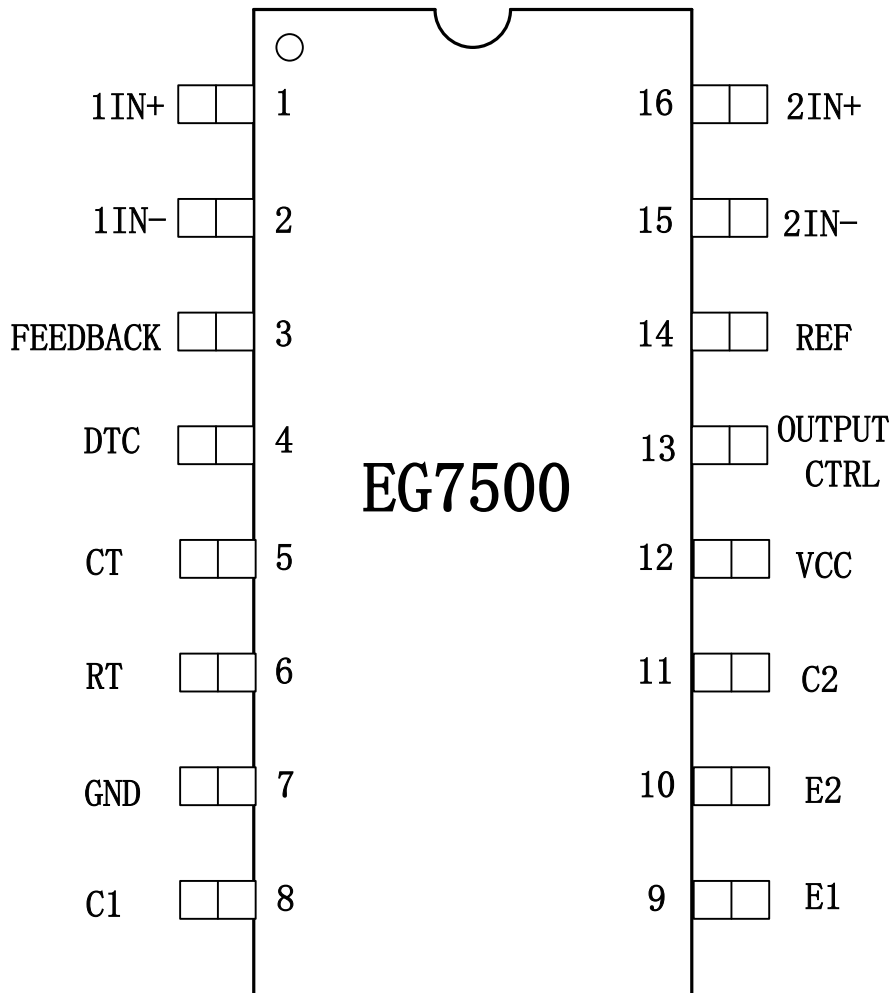 1IN+ 1 16 2IN+
1IN- 2 15 2IN-
FEEDBACK 3 14 REF
DTC 4 13 OUTPUT
CTRL
EG7500
CT 5 12 VCC
RT 6 11 C2
GND 7 10 E2
C1 8 9 E1